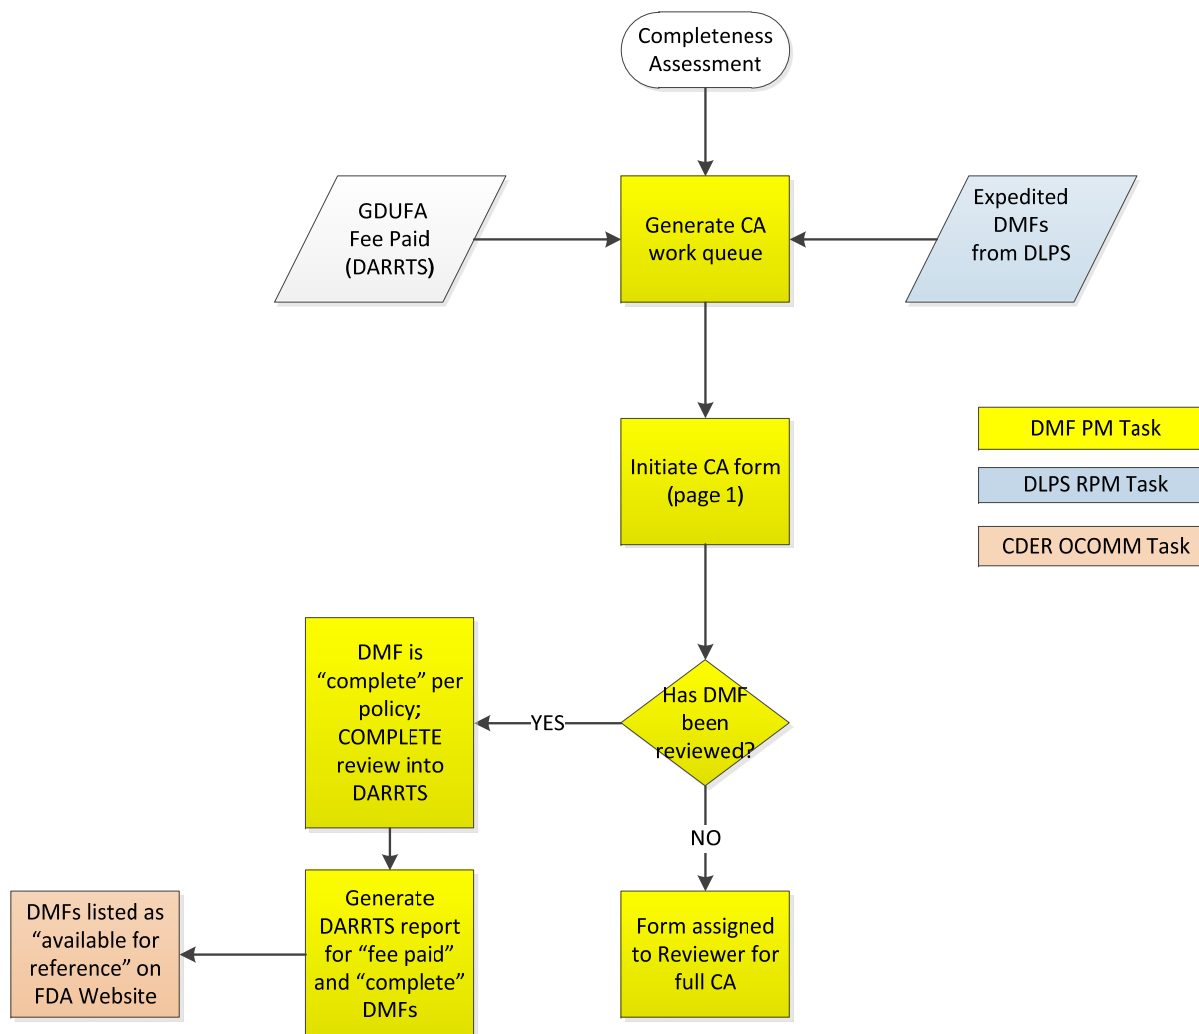 Completeness
Assessment
GDUFA
Fee Paid
(DARRTS)
Generate CA
work queue
Expedited
DMFs
from DLPS
Initiate CA form
(page 1)
DMF PM Task
DLPS RPM Task
CDER OCOMM Task
DMF is
“complete” per
policy;
COMPLETE
review into
DARRTS
YES
Has DMF
been
reviewed?
NO
DMFs listed as
“available for
reference” on
FDA Website
Generate
DARRTS report
for “fee paid”
and “complete”
DMFs
Form assigned
to Reviewer for
full CA